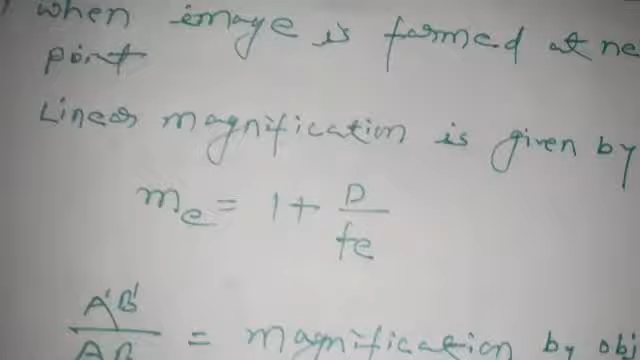 when image is formed at ne
point
Linear magnification is given by
me = 1 + D/fe
A'B'/AB = magnification by obj